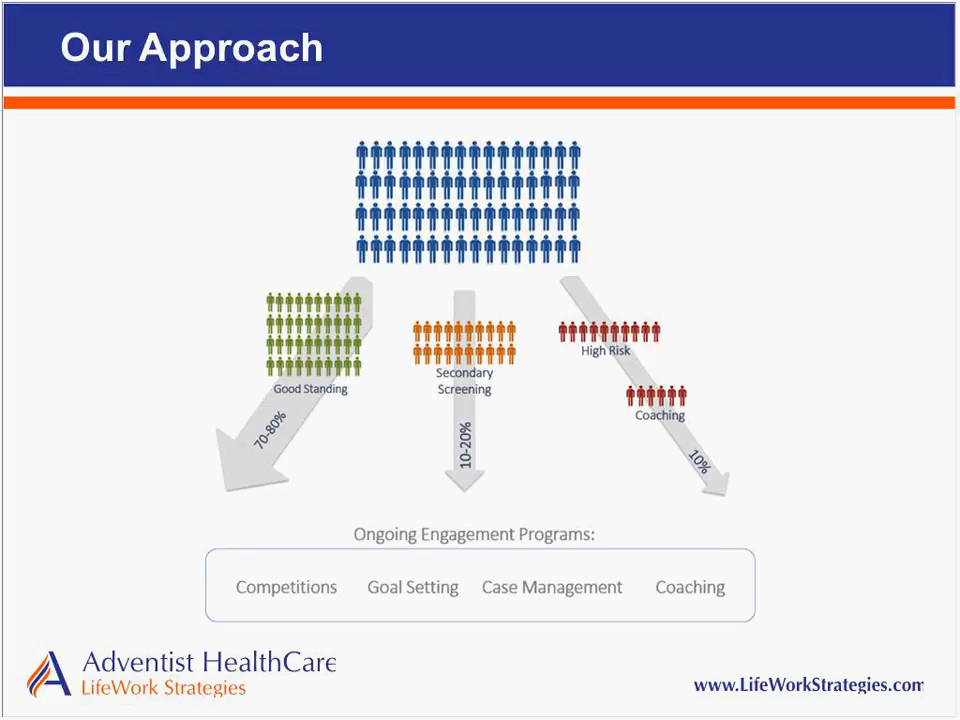 Our Approach
Good Standing
Secondary
Screening
High Risk
Coaching
70-80%
10-20%
10%
Ongoing Engagement Programs:
Competitions Goal Setting Case Management Coaching
Adventist HealthCare
LifeWork Strategies
www.LifeWorkStrategies.com